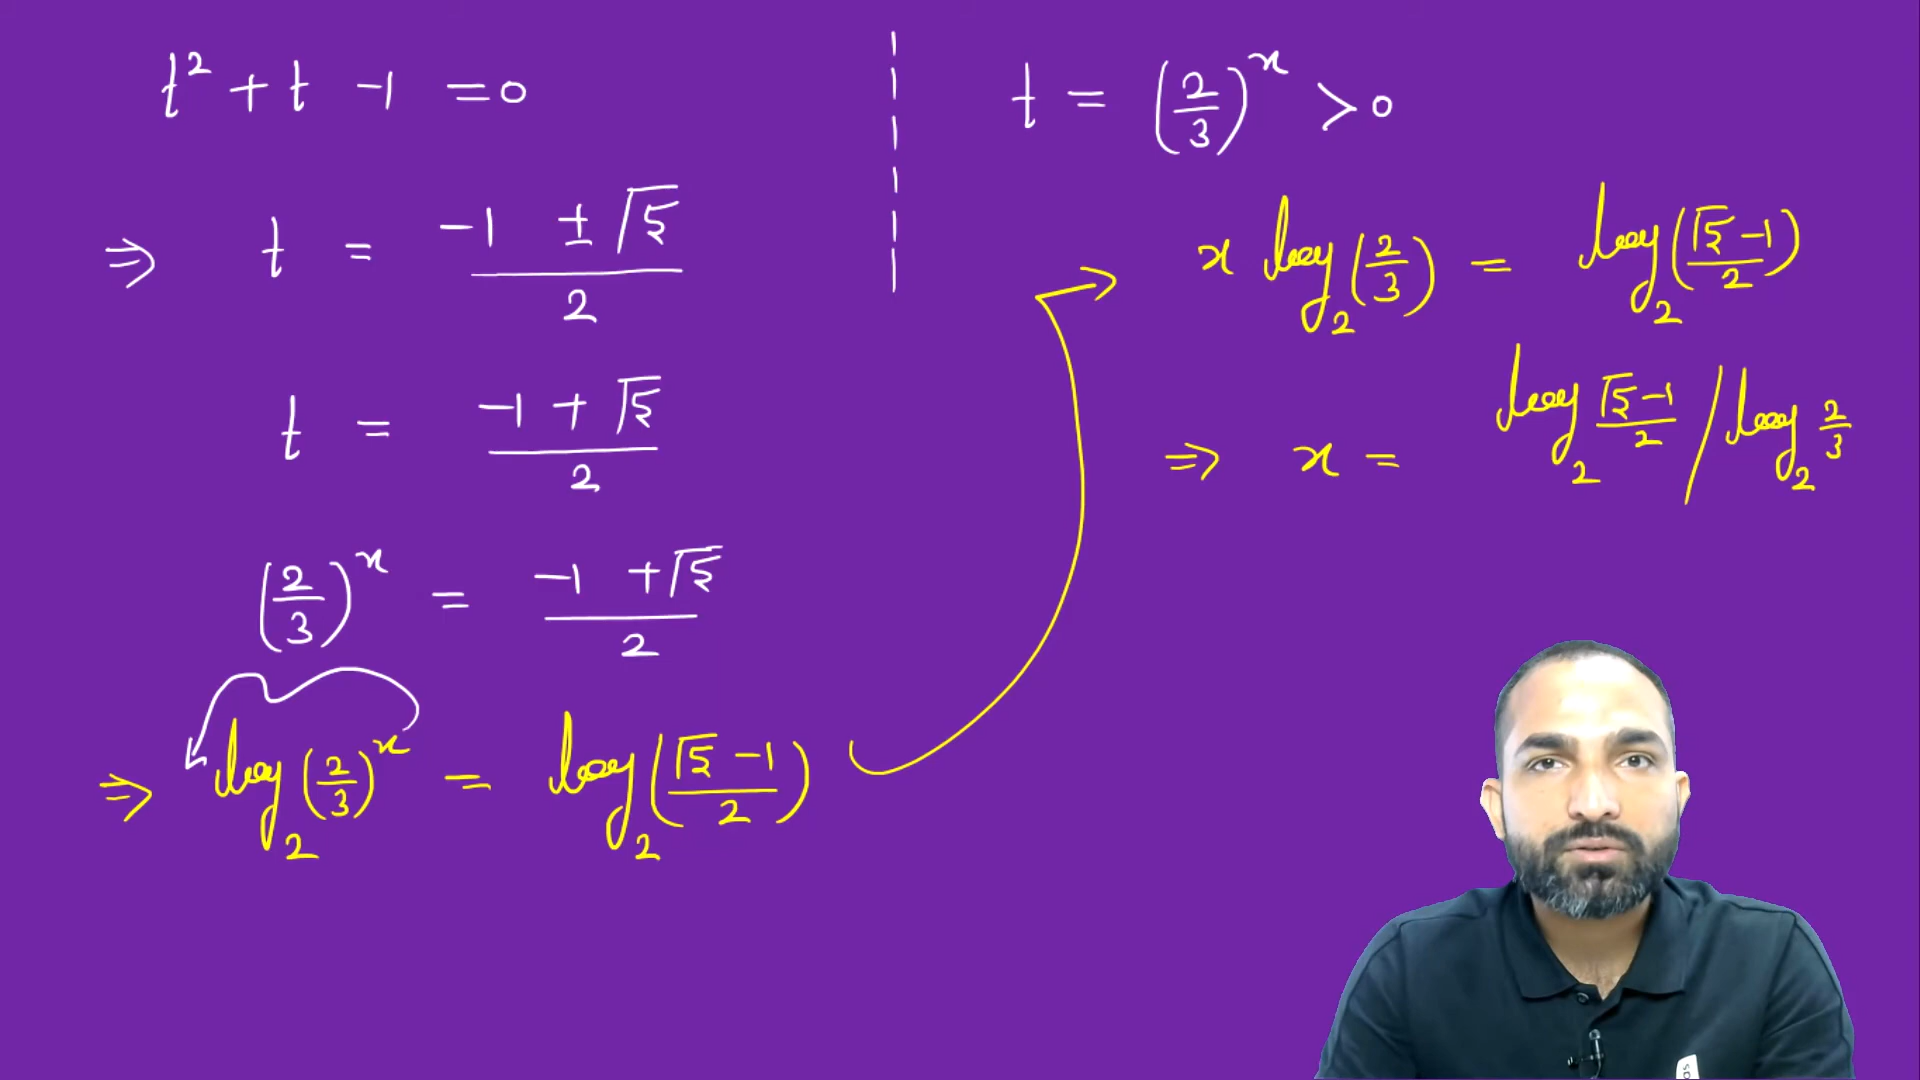 t² + t - 1 = 0
⇒ t = (-1 ± √5)/2
t = (-1 + √5)/2
(2/3)^x = (-1 + √5)/2
⇒ log₂(2/3)^x = log₂((√5 - 1)/2)
t = (2/3)^x > 0
x log₂(2/3) = log₂((√5 - 1)/2)
⇒ x = log₂ (√5 - 1)/2 / log₂ 2/3